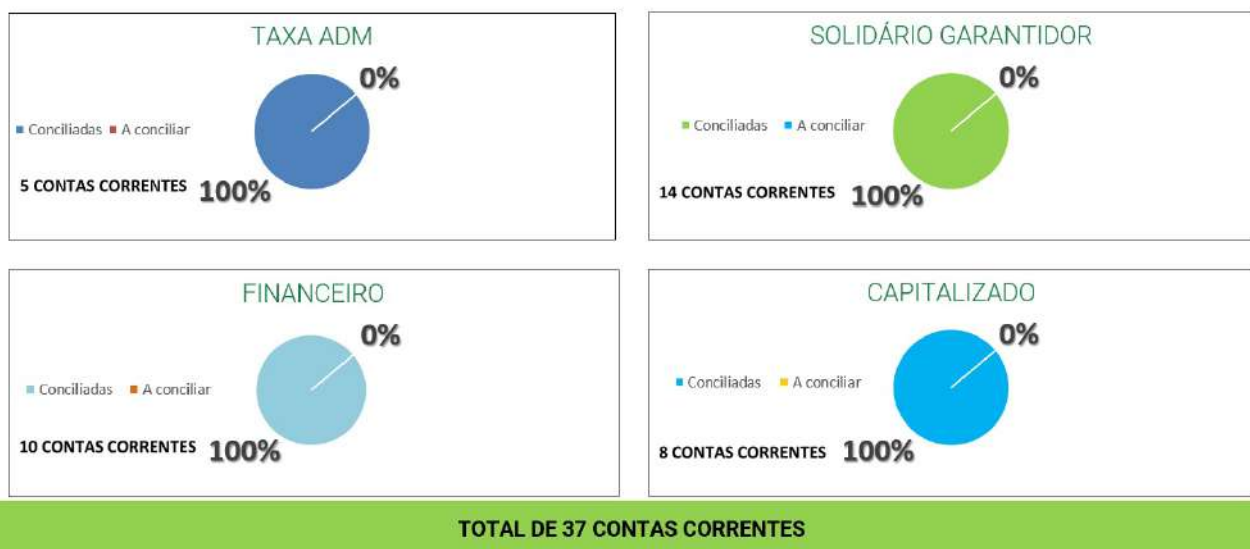 TAXA ADM
0%
Conciliadas A conciliar
5 CONTAS CORRENTES 100%
SOLIDÁRIO GARANTIDOR
0%
Conciliadas A conciliar
14 CONTAS CORRENTES 100%
FINANCEIRO
0%
Conciliadas A conciliar
10 CONTAS CORRENTES 100%
CAPITALIZADO
0%
Conciliadas A conciliar
8 CONTAS CORRENTES 100%
TOTAL DE 37 CONTAS CORRENTES